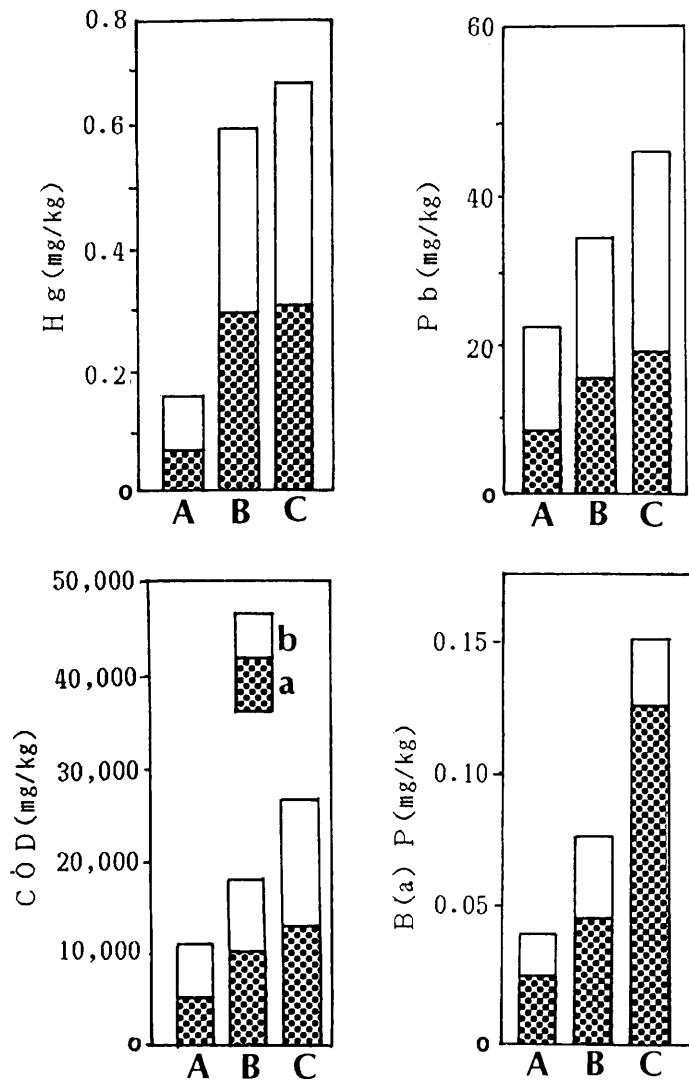 0.8
0.6
0.4
0.2
0
Hg(mg/kg)
A B C
60
40
20
0
Pb(mg/kg)
A B C
50,000
40,000
30,000
20,000
10,000
0
CȮD(mg/kg)
b
a
A B C
0.15
0.10
0.05
0
B(a)P(mg/kg)
A B C